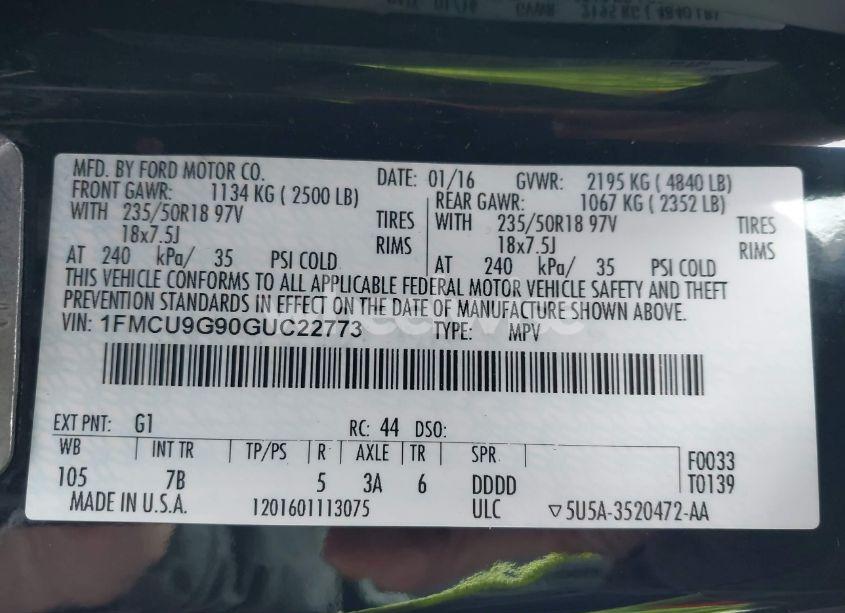 MFD. BY FORD MOTOR CO. DATE: 01/16 GVWR: 2195 KG ( 4840 LB)
FRONT GAWR: 1134 KG ( 2500 LB) REAR GAWR: 1067 KG ( 2352 LB)
WITH 235/50R18 97V TIRES WITH 235/50R18 97V TIRES
18x7.5J RIMS 18x7.5J RIMS
AT 240 kPa/ 35 PSI COLD AT 240 kPa/ 35 PSI COLD
THIS VEHICLE CONFORMS TO ALL APPLICABLE FEDERAL MOTOR VEHICLE SAFETY AND THEFT
PREVENTION STANDARDS IN EFFECT ON THE DATE OF MANUFACTURE SHOWN ABOVE.
VIN: 1FMCU9G90GUC22773 TYPE: MPV
EXT PNT: G1 RC: 44 DSO:
WB INT TR TP/PS R AXLE TR SPR F0033
105 7B 5 3A 6 DDDD T0139
MADE IN U.S.A. 1201601113075 ULC ▽5U5A-3520472-AA